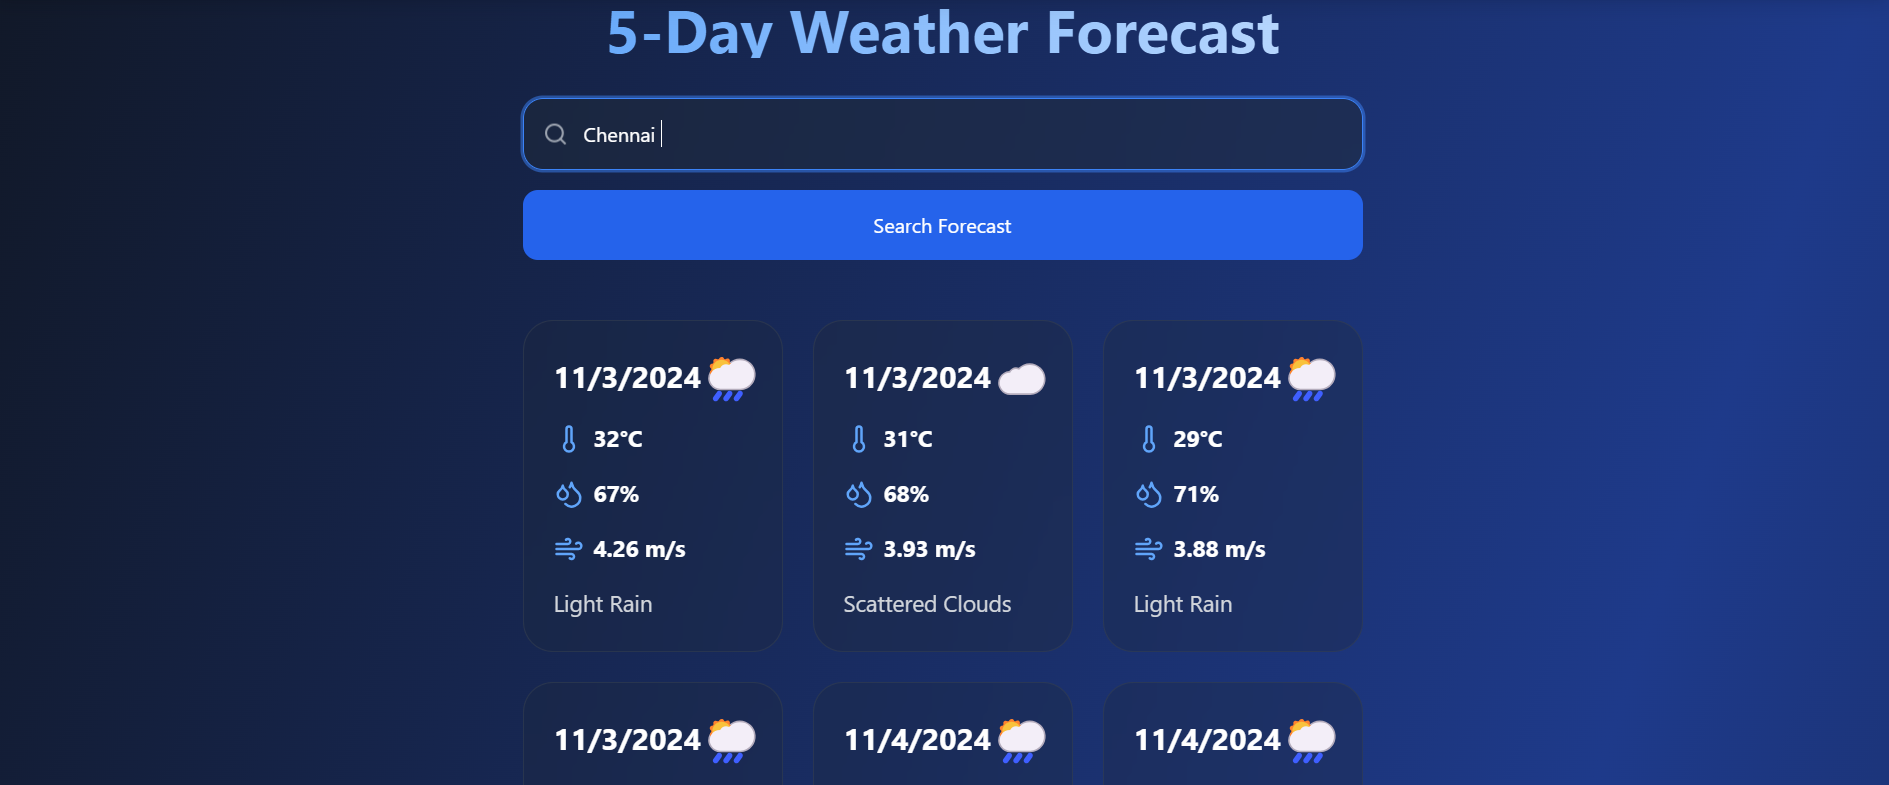 5-Day Weather Forecast
Chennai
Search Forecast
11/3/2024
32°C
67%
4.26 m/s
Light Rain
11/3/2024
31°C
68%
3.93 m/s
Scattered Clouds
11/3/2024
29°C
71%
3.88 m/s
Light Rain
11/3/2024
11/4/2024
11/4/2024